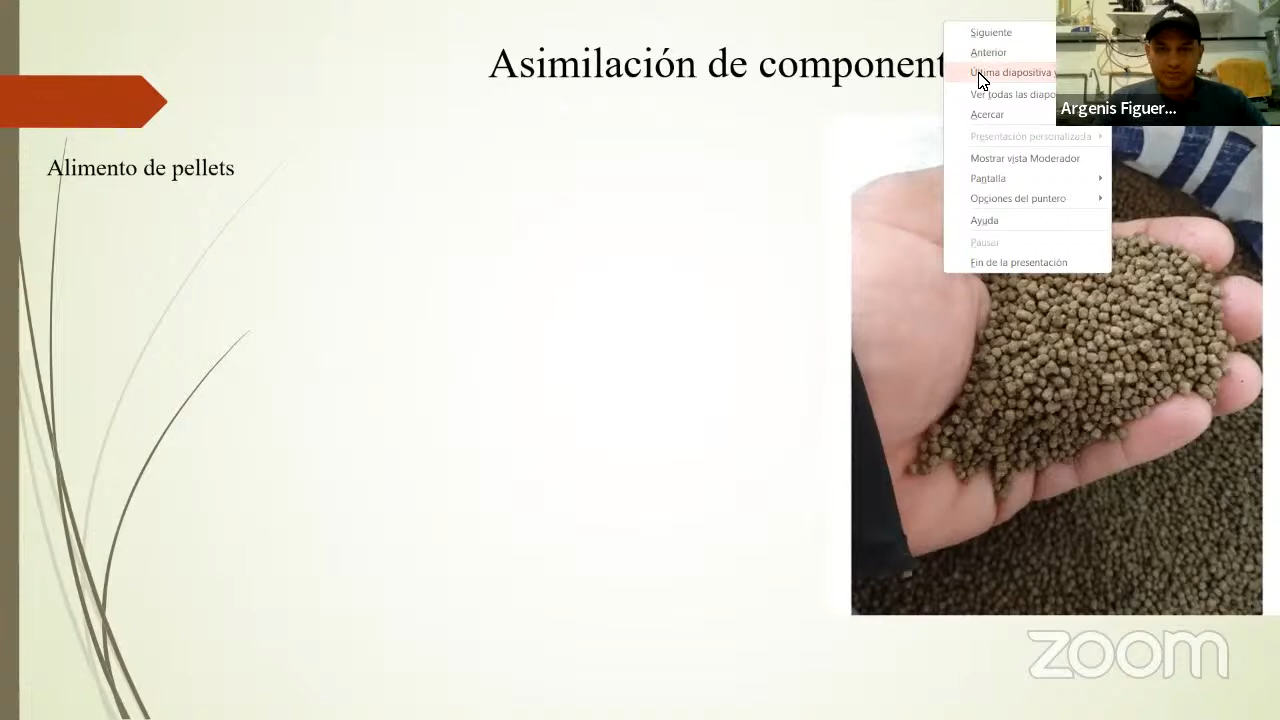 Asimilación de component
Alimento de pellets
Siguiente
Anterior
Última diapositiva
Ver todas las diapo
Acercar
Presentación personalizada
Mostrar vista Moderador
Pantalla
Opciones del puntero
Ayuda
Pausar
Fin de la presentación
Argenis Figuer...
zoom